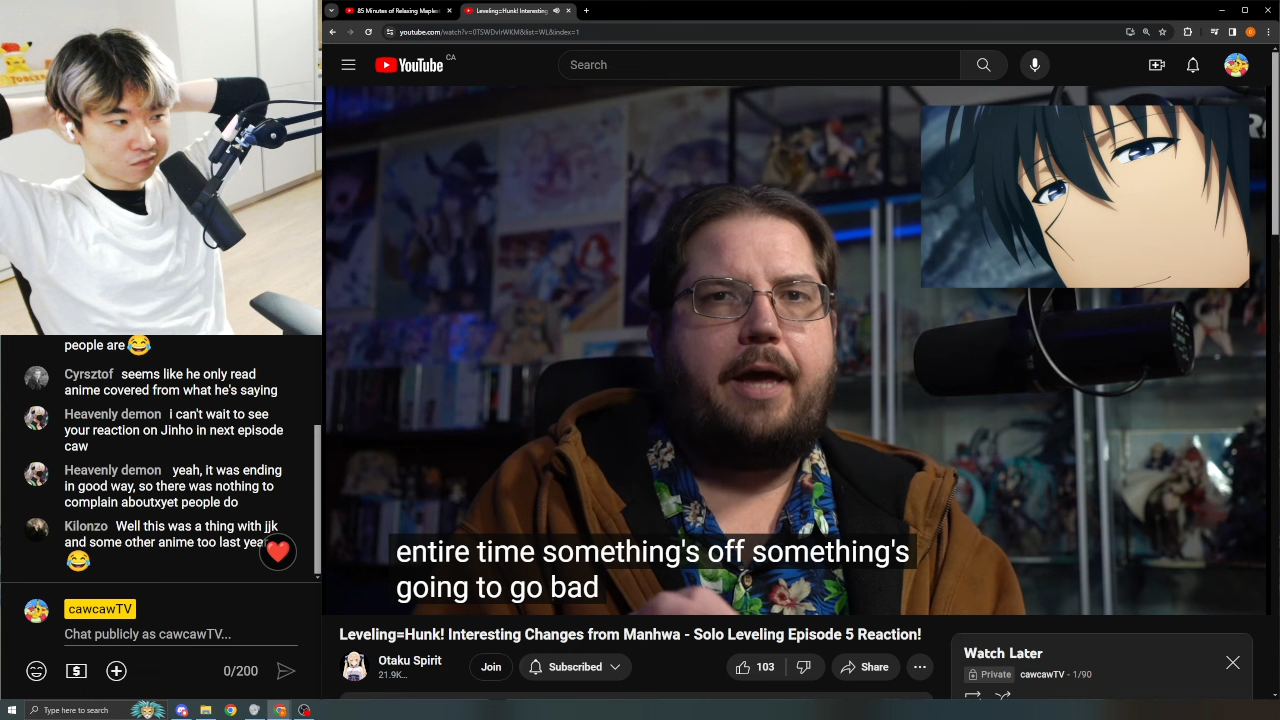 85 Minutes of Relaxing Maplest
Leveling=Hunk! Interesting
youtube.com/watch?v=0TSWDvIrWKM&list=WL&index=1
YouTube CA
Search
entire time something's off something's
going to go bad
people are😂
Cyrsztof seems like he only read
anime covered from what he's saying
Heavenly demon i can't wait to see
your reaction on Jinho in next episode
caw
Heavenly demon yeah, it was ending
in good way, so there was nothing to
complain aboutxyet people do
Kilonzo Well this was a thing with jjk
and some other anime too last year
😂
cawcawTV
Chat publicly as cawcawTV...
0/200
Leveling=Hunk! Interesting Changes from Manhwa - Solo Leveling Episode 5 Reaction!
Otaku Spirit
21.9K...
Join
Subscribed
103
Share
Watch Later
Private cawcawTV - 1/90
Type here to search